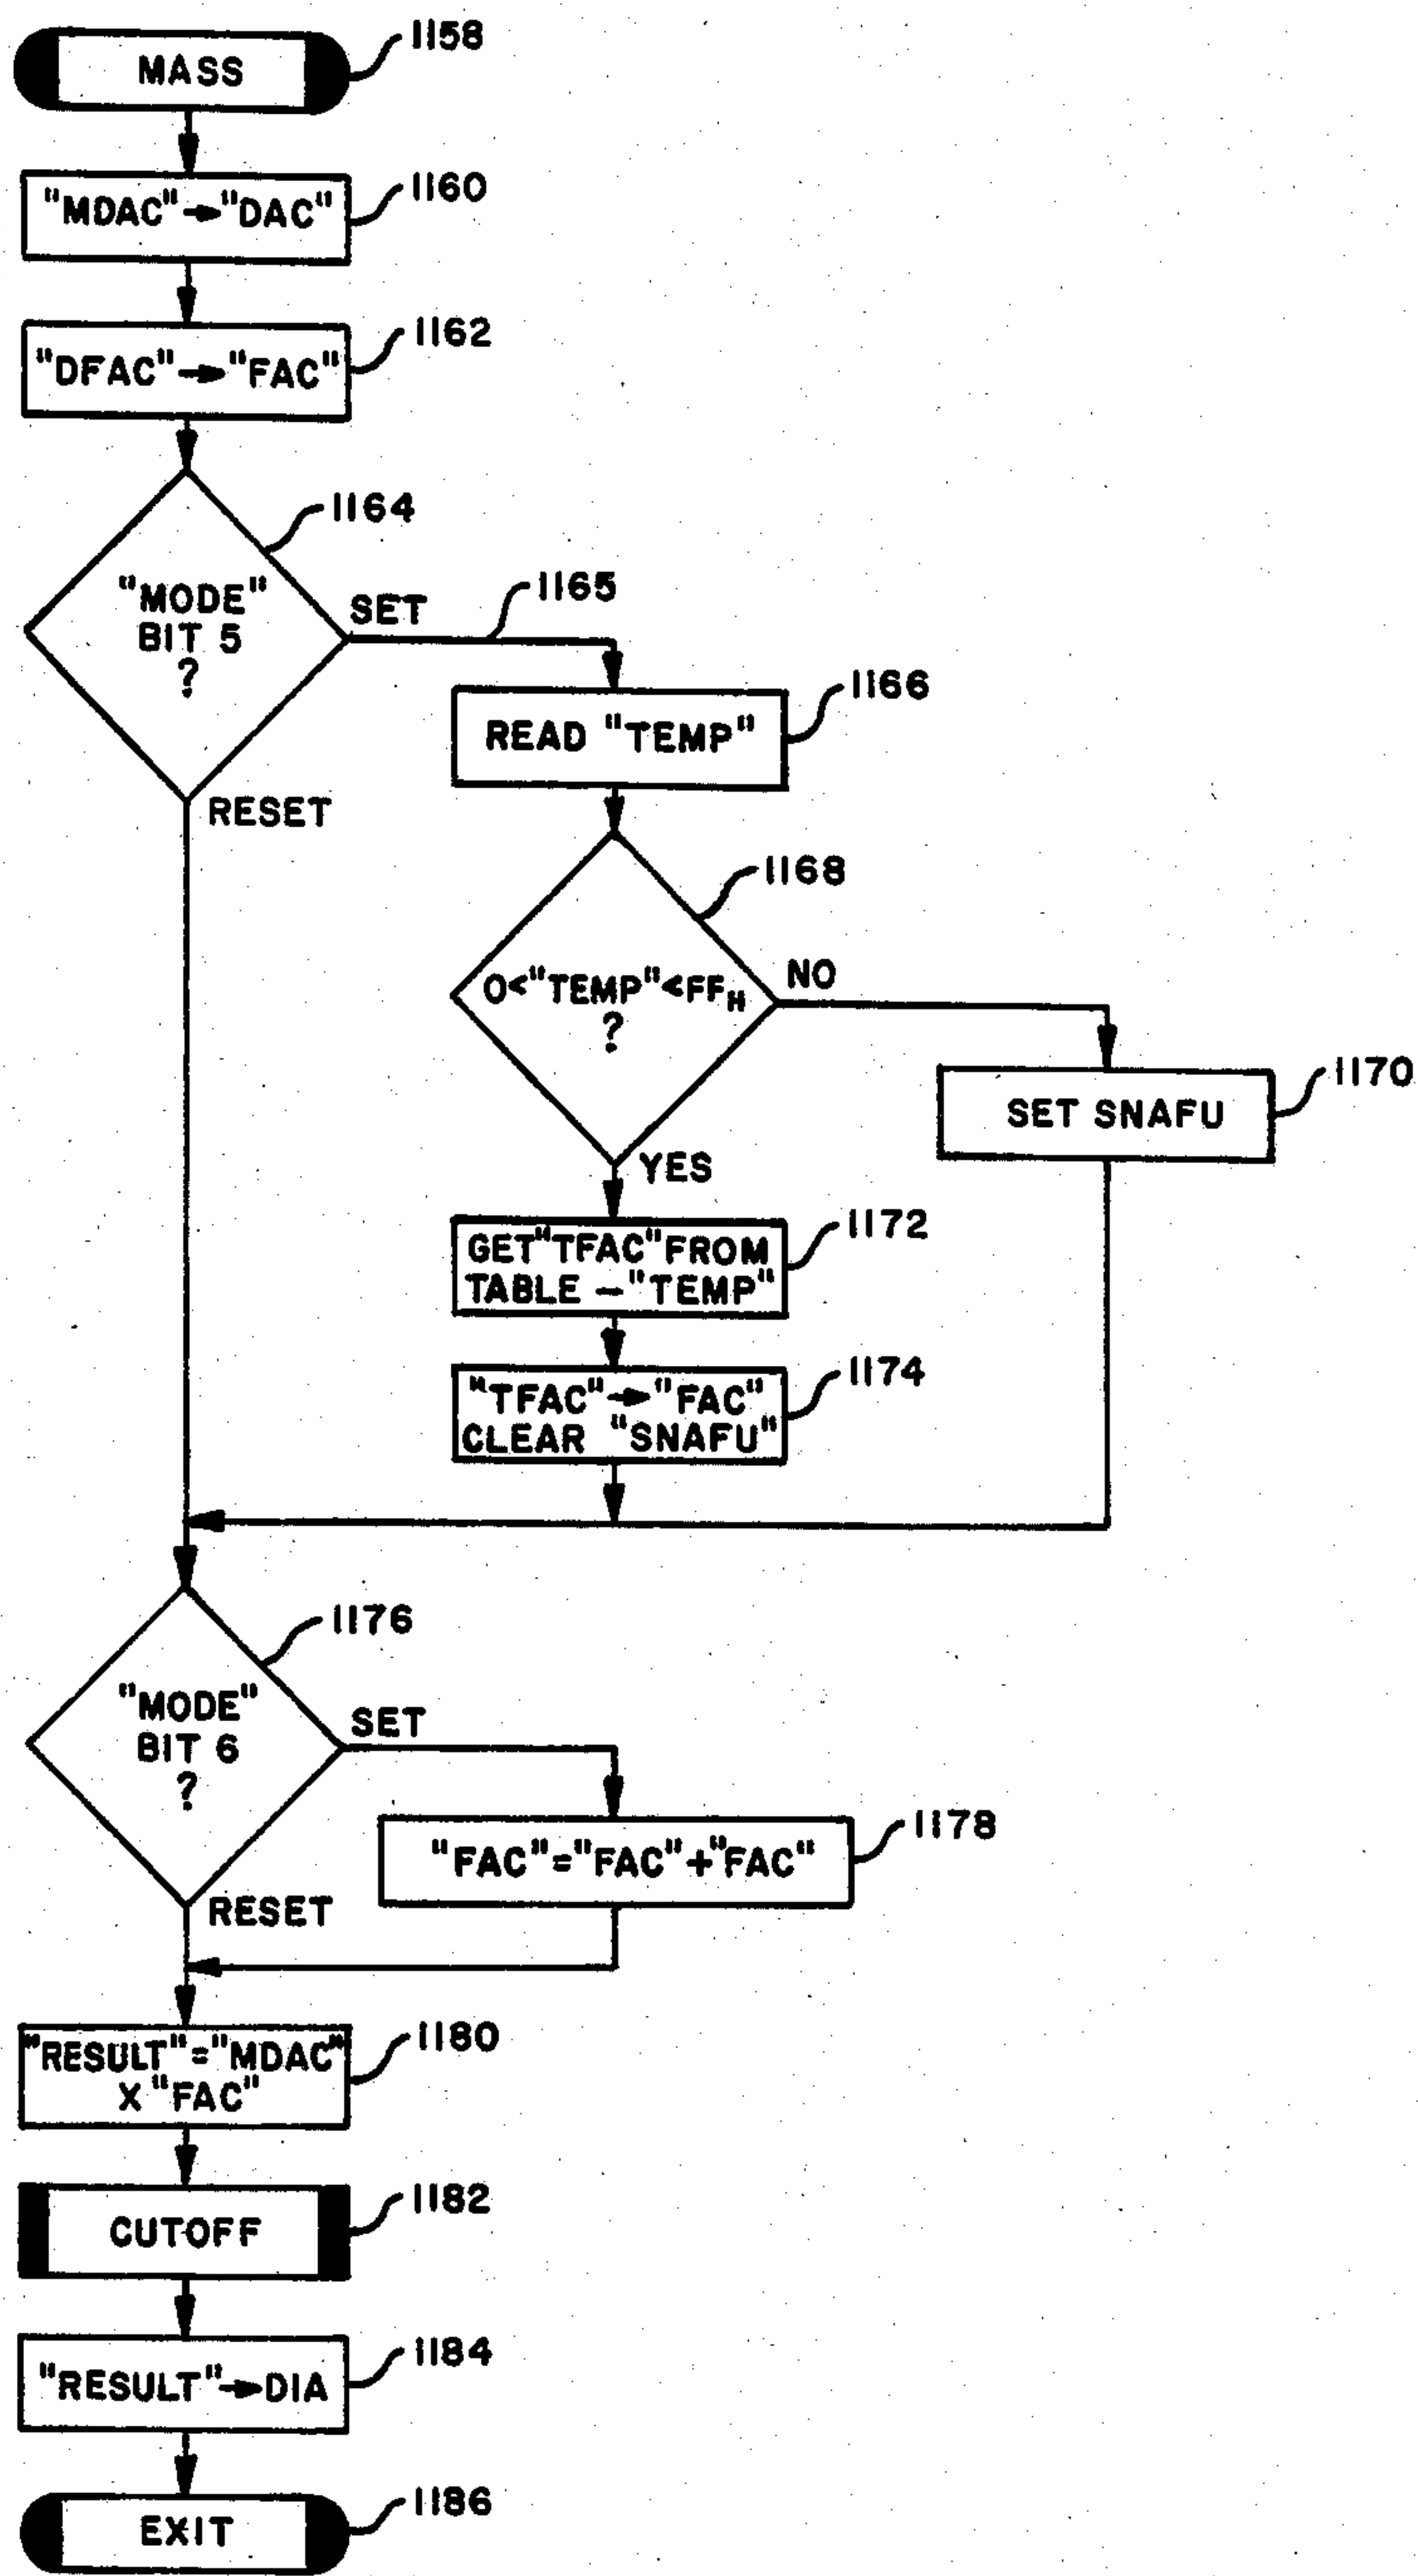 MASS
1158
"MDAC"→"DAC"
1160
"DFAC"→"FAC"
1162
1164
"MODE"
BIT 5
?
SET
1165
RESET
READ "TEMP"
1166
1168
0<"TEMP"<FFH
?
NO
YES
SET SNAFU
1170
GET"TFAC"FROM
TABLE -"TEMP"
1172
"TFAC"→"FAC"
CLEAR "SNAFU"
1174
1176
"MODE"
BIT 6
?
SET
RESET
"FAC"="FAC"+"FAC"
1178
"RESULT"="MDAC"
X "FAC"
1180
CUTOFF
1182
"RESULT"→DIA
1184
EXIT
1186